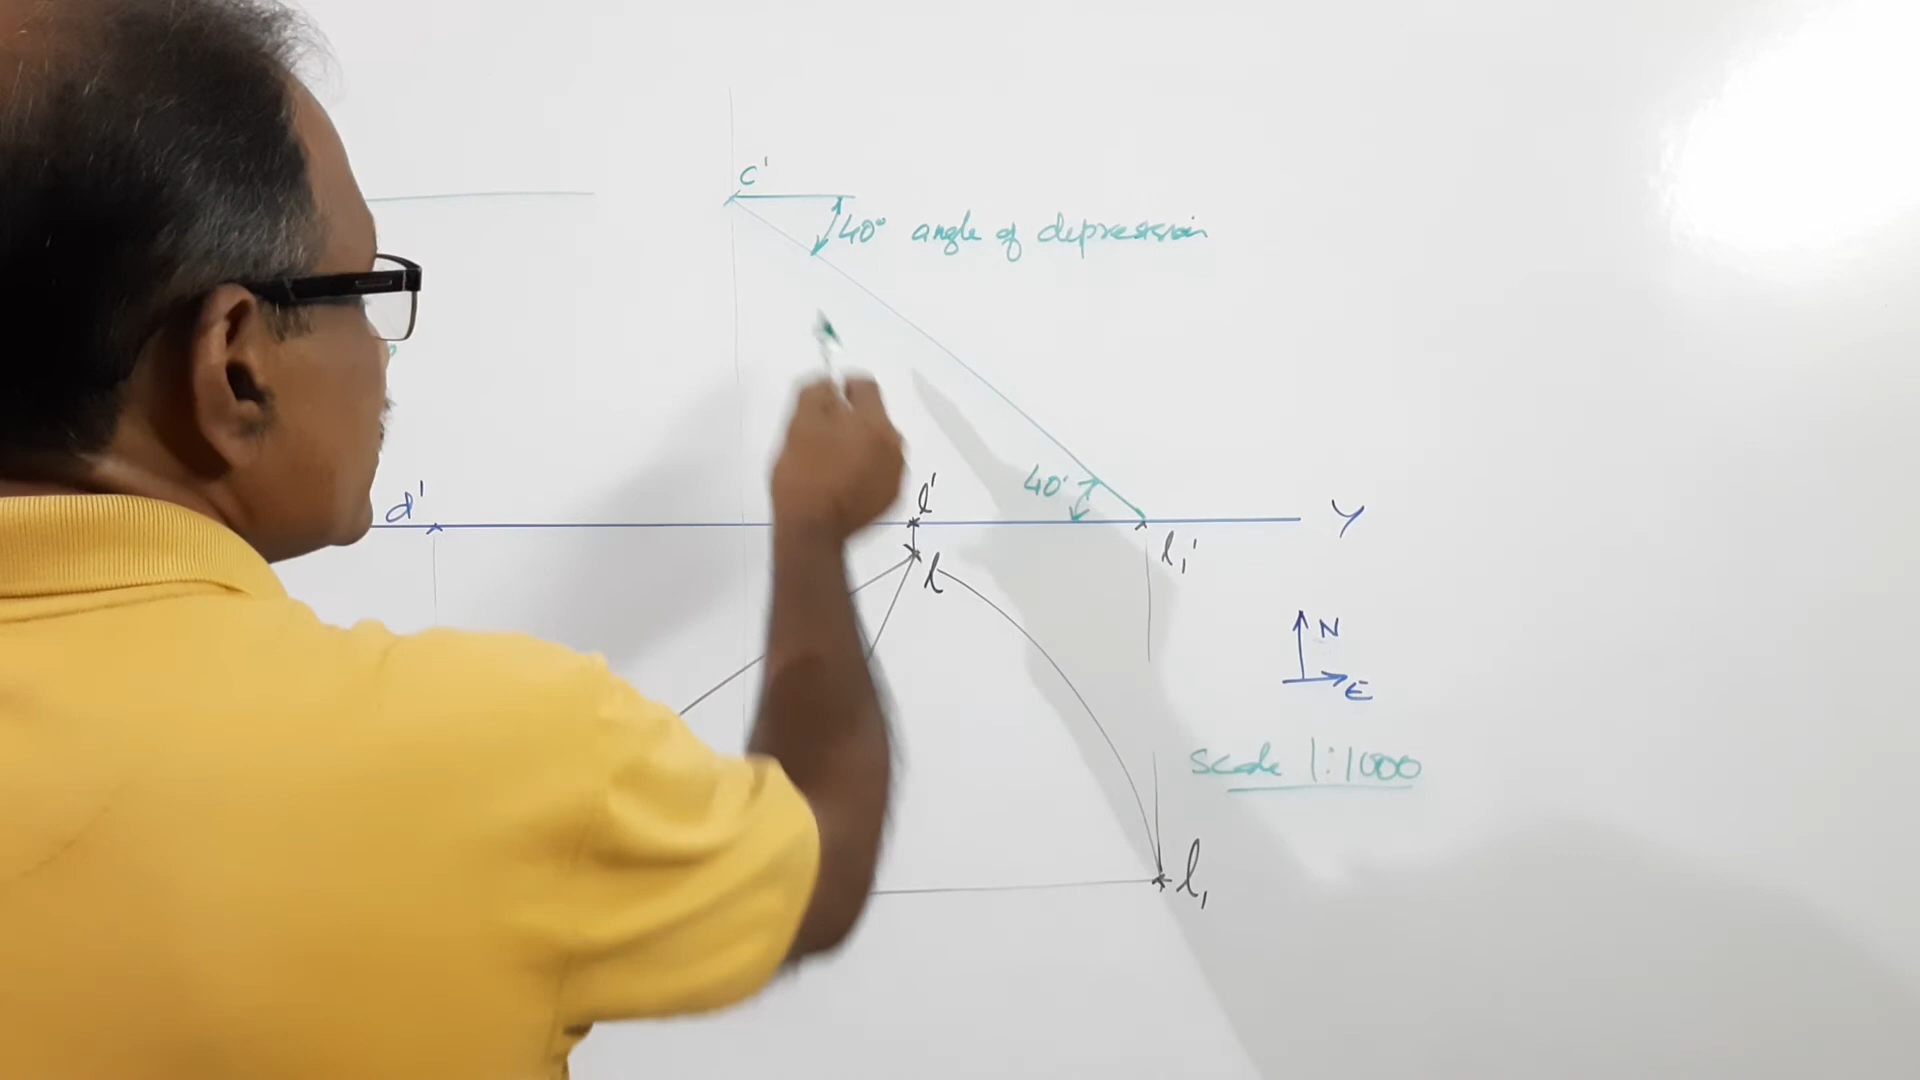 c'
40° angle of depression
d'
l'
40°
Y
l
l₁'
N
E
Scale 1:1000
l₁